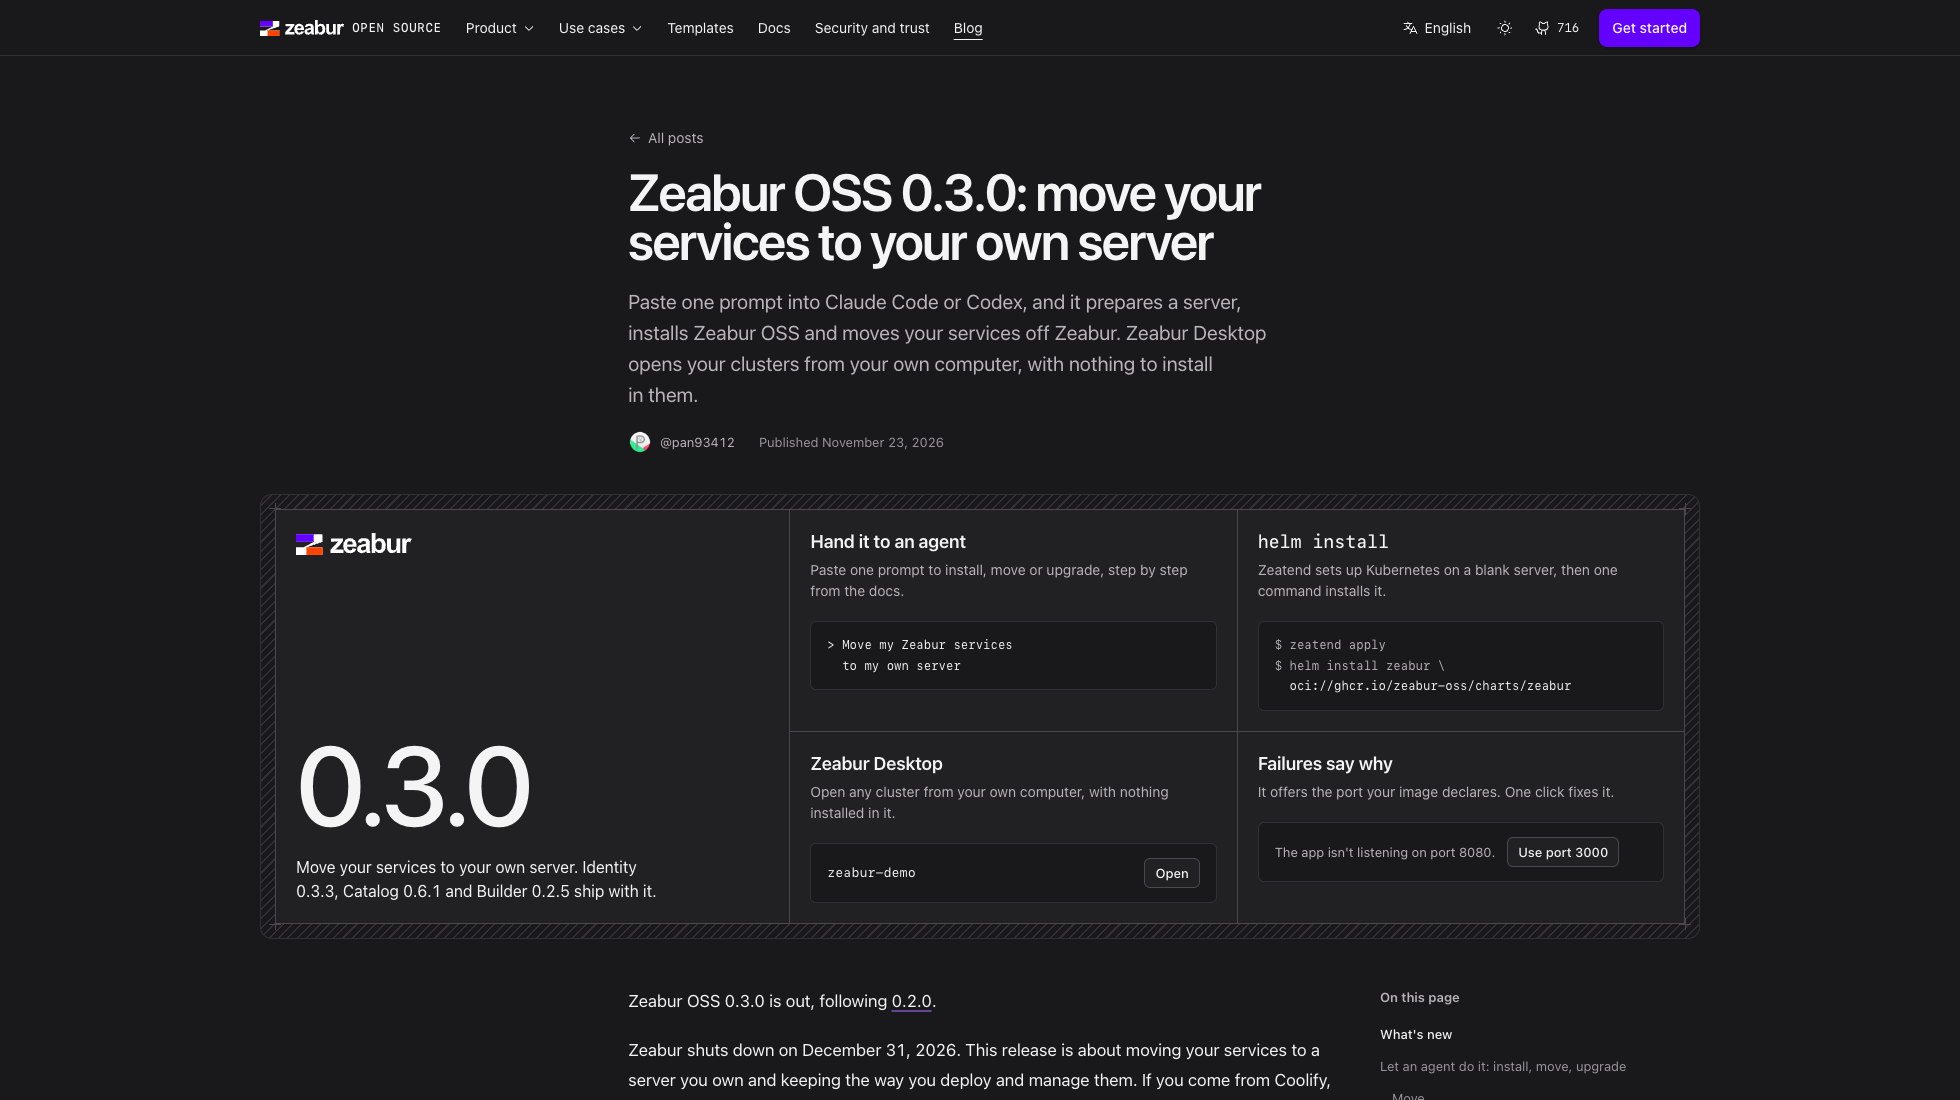 zeabur OPEN SOURCE Product Use cases Templates Docs Security and trust Blog English 716 Get started
← All posts
Zeabur OSS 0.3.0: move your
services to your own server
Paste one prompt into Claude Code or Codex, and it prepares a server,
installs Zeabur OSS and moves your services off Zeabur. Zeabur Desktop
opens your clusters from your own computer, with nothing to install
in them.
@pan93412 Published November 23, 2026
zeabur
0.3.0
Move your services to your own server. Identity
0.3.3, Catalog 0.6.1 and Builder 0.2.5 ship with it.
Hand it to an agent
Paste one prompt to install, move or upgrade, step by step
from the docs.
> Move my Zeabur services
to my own server
helm install
Zeatend sets up Kubernetes on a blank server, then one
command installs it.
$ zeatend apply
$ helm install zeabur \
oci://ghcr.io/zeabur-oss/charts/zeabur
Zeabur Desktop
Open any cluster from your own computer, with nothing
installed in it.
zeabur-demo Open
Failures say why
It offers the port your image declares. One click fixes it.
The app isn't listening on port 8080. Use port 3000
Zeabur OSS 0.3.0 is out, following 0.2.0.
Zeabur shuts down on December 31, 2026. This release is about moving your services to a
server you own and keeping the way you deploy and manage them. If you come from Coolify,
On this page
What's new
Let an agent do it: install, move, upgrade
Move